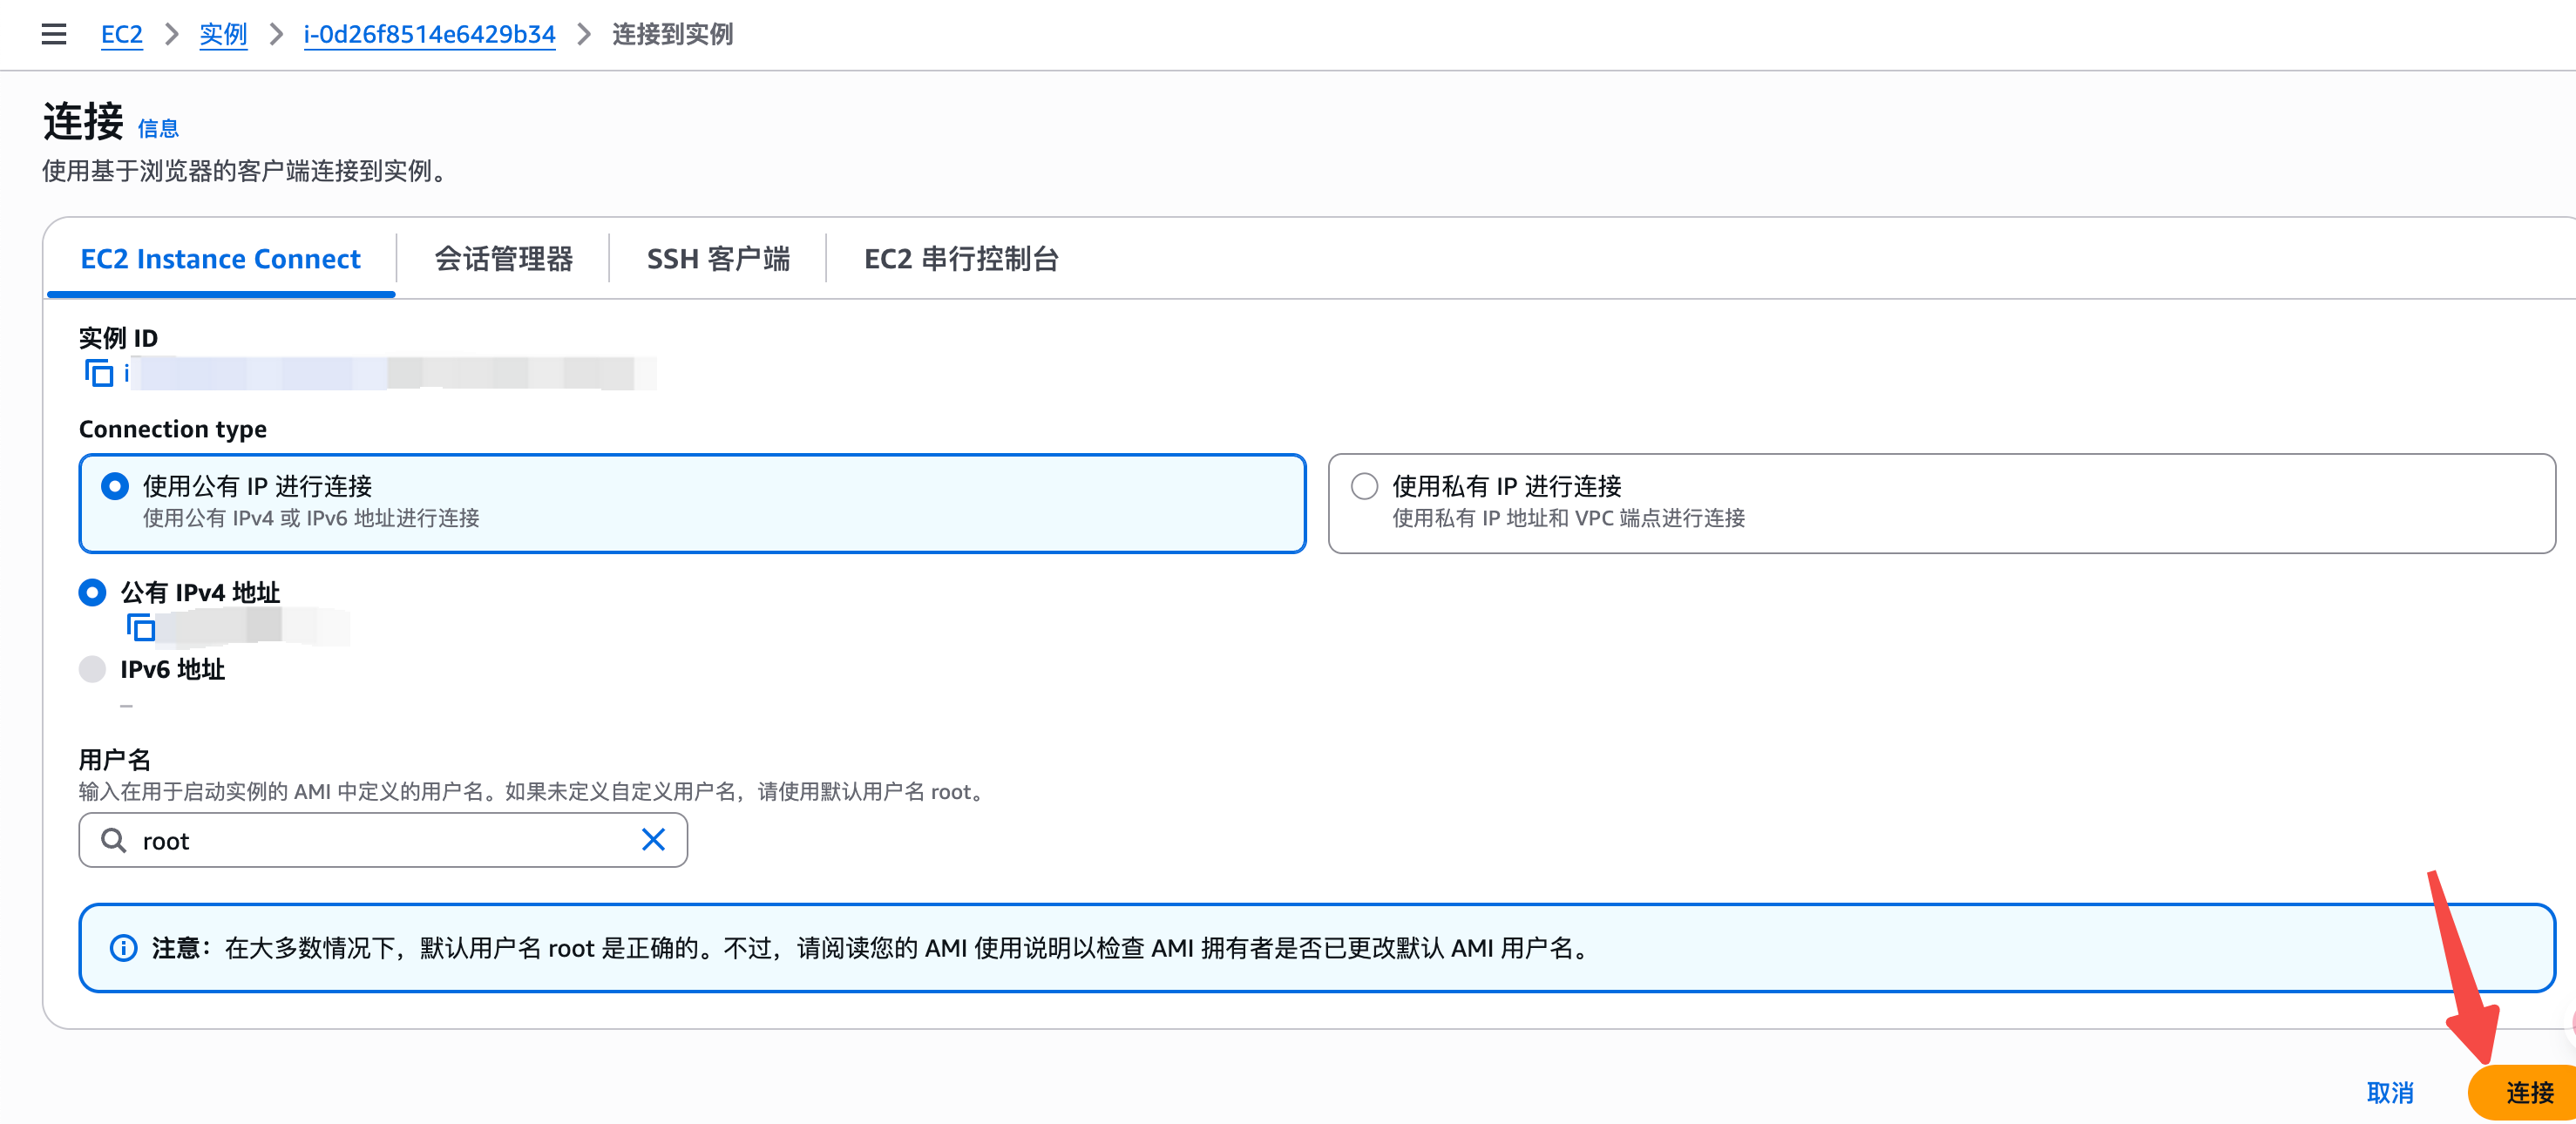 EC2 > 实例 > i-0d26f8514e6429b34 > 连接到实例
连接 信息
使用基于浏览器的客户端连接到实例。
EC2 Instance Connect 会话管理器 SSH 客户端 EC2 串行控制台
实例 ID
i
Connection type
使用公有 IP 进行连接
使用公有 IPv4 或 IPv6 地址进行连接
使用私有 IP 进行连接
使用私有 IP 地址和 VPC 端点进行连接
公有 IPv4 地址
IPv6 地址
–
用户名
输入在用于启动实例的 AMI 中定义的用户名。如果未定义自定义用户名，请使用默认用户名 root。
root
注意：在大多数情况下，默认用户名 root 是正确的。不过，请阅读您的 AMI 使用说明以检查 AMI 拥有者是否已更改默认 AMI 用户名。
取消 连接